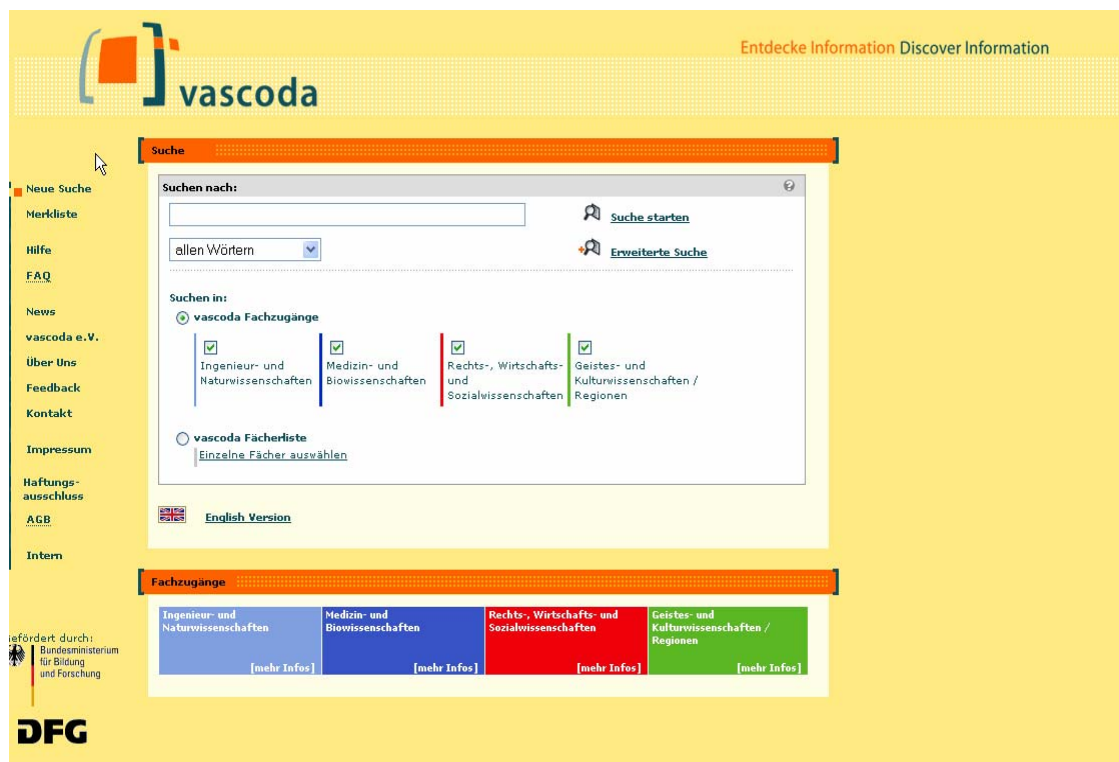 Entdecke Information Discover Information
vascoda
Suche
Neue Suche
Merkliste
Hilfe
FAQ
News
vascoda e.V.
Über Uns
Feedback
Kontakt
Impressum
Haftungs-
ausschluss
AGB
Intern
Suchen nach:
?
Suche starten
allen Wörtern
Erweiterte Suche
Suchen in:
vascoda Fachzugänge
Ingenieur- und
Naturwissenschaften
Medizin- und
Biowissenschaften
Rechts-, Wirtschafts-
und
Sozialwissenschaften
Geistes- und
Kulturwissenschaften /
Regionen
vascoda Fächerliste
Einzelne Fächer auswählen
English Version
Fachzugänge
Ingenieur- und
Naturwissenschaften
[mehr Infos]
Medizin- und
Biowissenschaften
[mehr Infos]
Rechts-, Wirtschafts- und
Sozialwissenschaften
[mehr Infos]
Geistes- und
Kulturwissenschaften /
Regionen
[mehr Infos]
efördert durch:
Bundesministerium
für Bildung
und Forschung
DFG